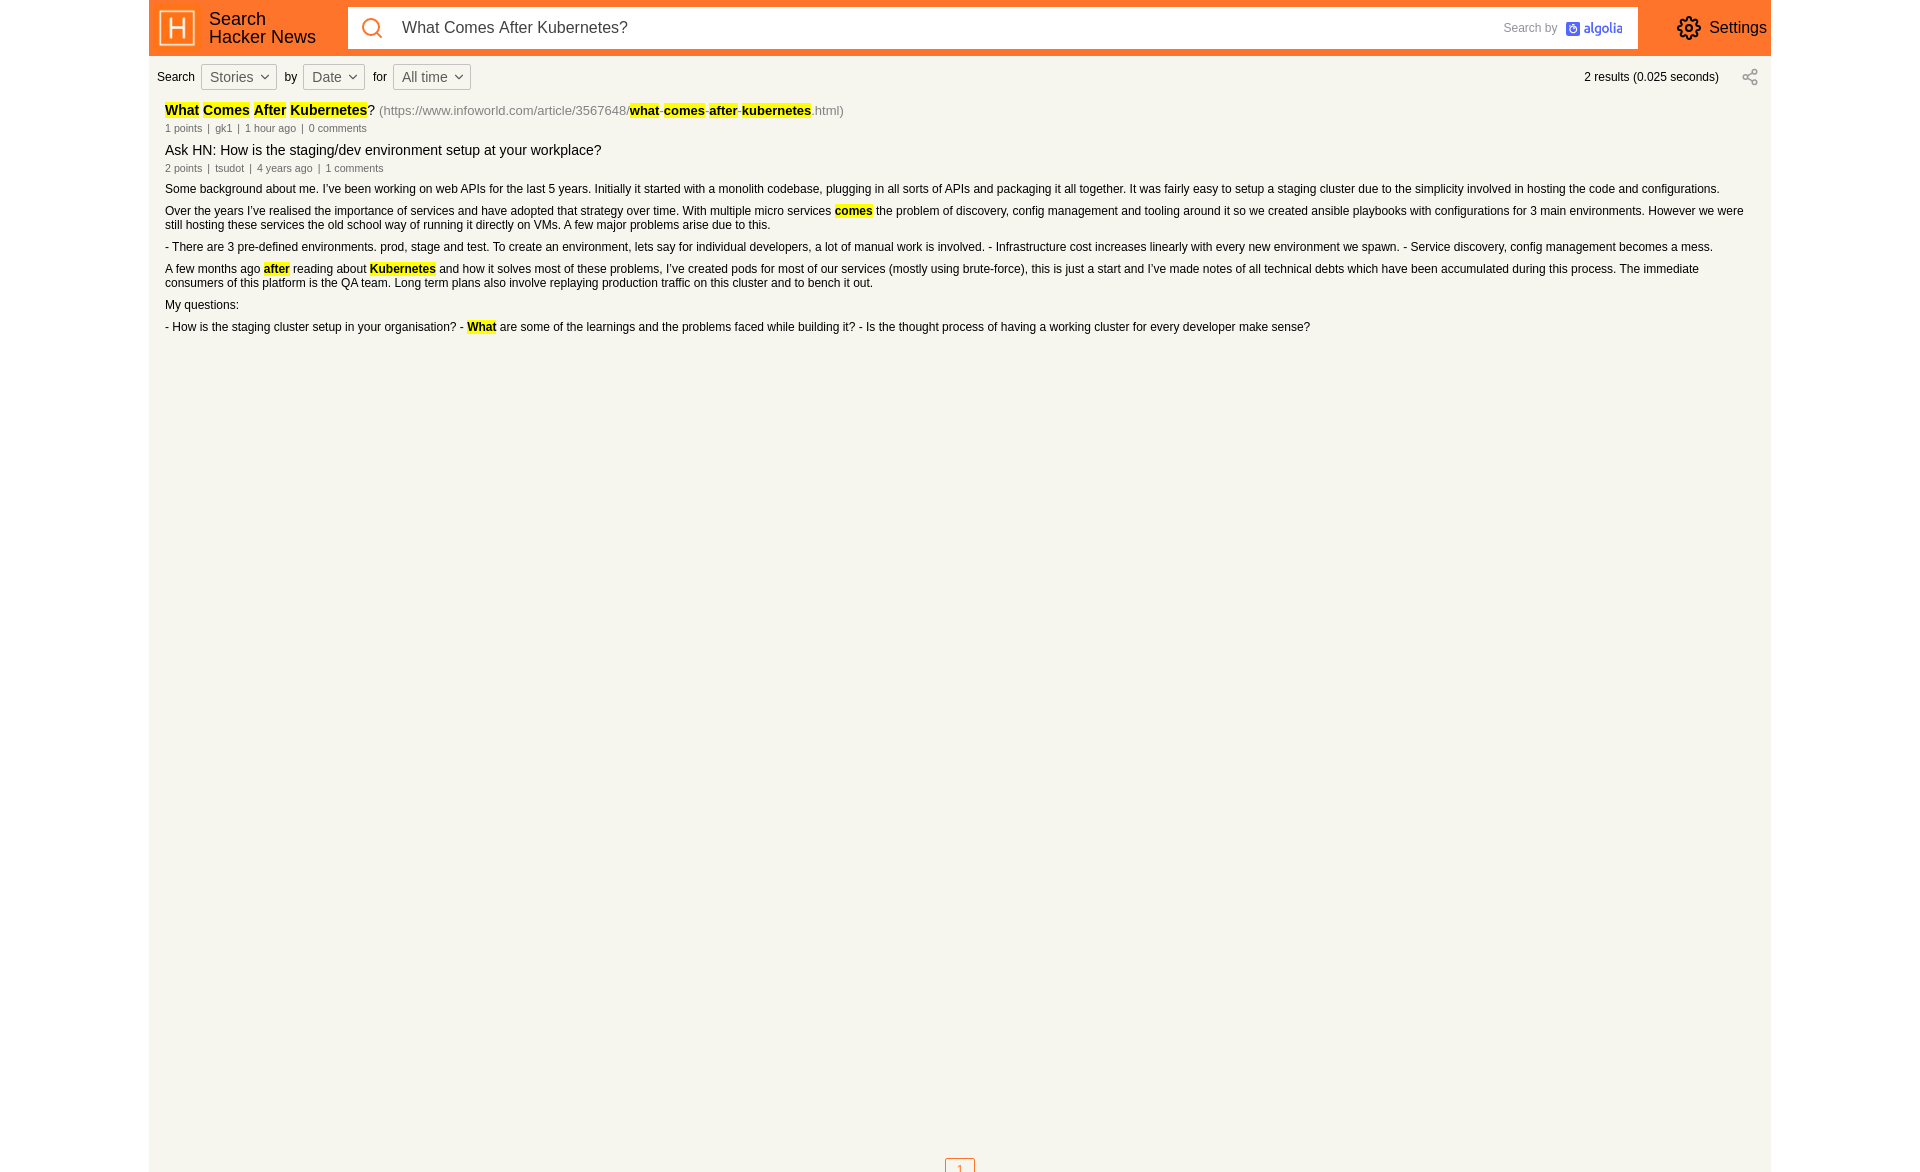 Search
Hacker News
What Comes After Kubernetes?
Search by algolia
Settings
Search Stories by Date for All time
2 results (0.025 seconds)
What Comes After Kubernetes? (https://www.infoworld.com/article/3567648/what-comes-after-kubernetes.html)
1 points | gk1 | 1 hour ago | 0 comments
Ask HN: How is the staging/dev environment setup at your workplace?
2 points | tsudot | 4 years ago | 1 comments
Some background about me. I've been working on web APIs for the last 5 years. Initially it started with a monolith codebase, plugging in all sorts of APIs and packaging it all together. It was fairly easy to setup a staging cluster due to the simplicity involved in hosting the code and configurations.
Over the years I've realised the importance of services and have adopted that strategy over time. With multiple micro services comes the problem of discovery, config management and tooling around it so we created ansible playbooks with configurations for 3 main environments. However we were
still hosting these services the old school way of running it directly on VMs. A few major problems arise due to this.
- There are 3 pre-defined environments. prod, stage and test. To create an environment, lets say for individual developers, a lot of manual work is involved. - Infrastructure cost increases linearly with every new environment we spawn. - Service discovery, config management becomes a mess.
A few months ago after reading about Kubernetes and how it solves most of these problems, I've created pods for most of our services (mostly using brute-force), this is just a start and I've made notes of all technical debts which have been accumulated during this process. The immediate
consumers of this platform is the QA team. Long term plans also involve replaying production traffic on this cluster and to bench it out.
My questions:
- How is the staging cluster setup in your organisation? - What are some of the learnings and the problems faced while building it? - Is the thought process of having a working cluster for every developer make sense?
1